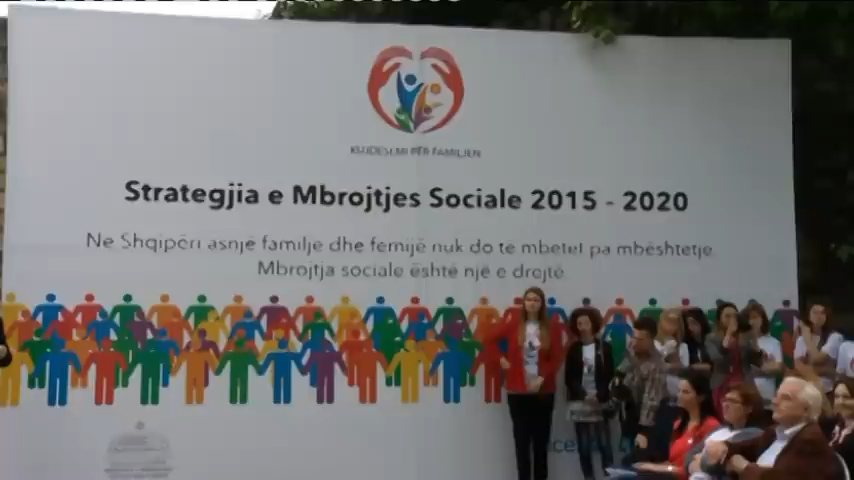 KUJDESEMI PËR FAMILJEN
Strategjia e Mbrojtjes Sociale 2015 - 2020
Në Shqipëri asnjë familje dhe fëmijë nuk do të mbetet pa mbështetje.
Mbrojtja sociale është një e drejtë